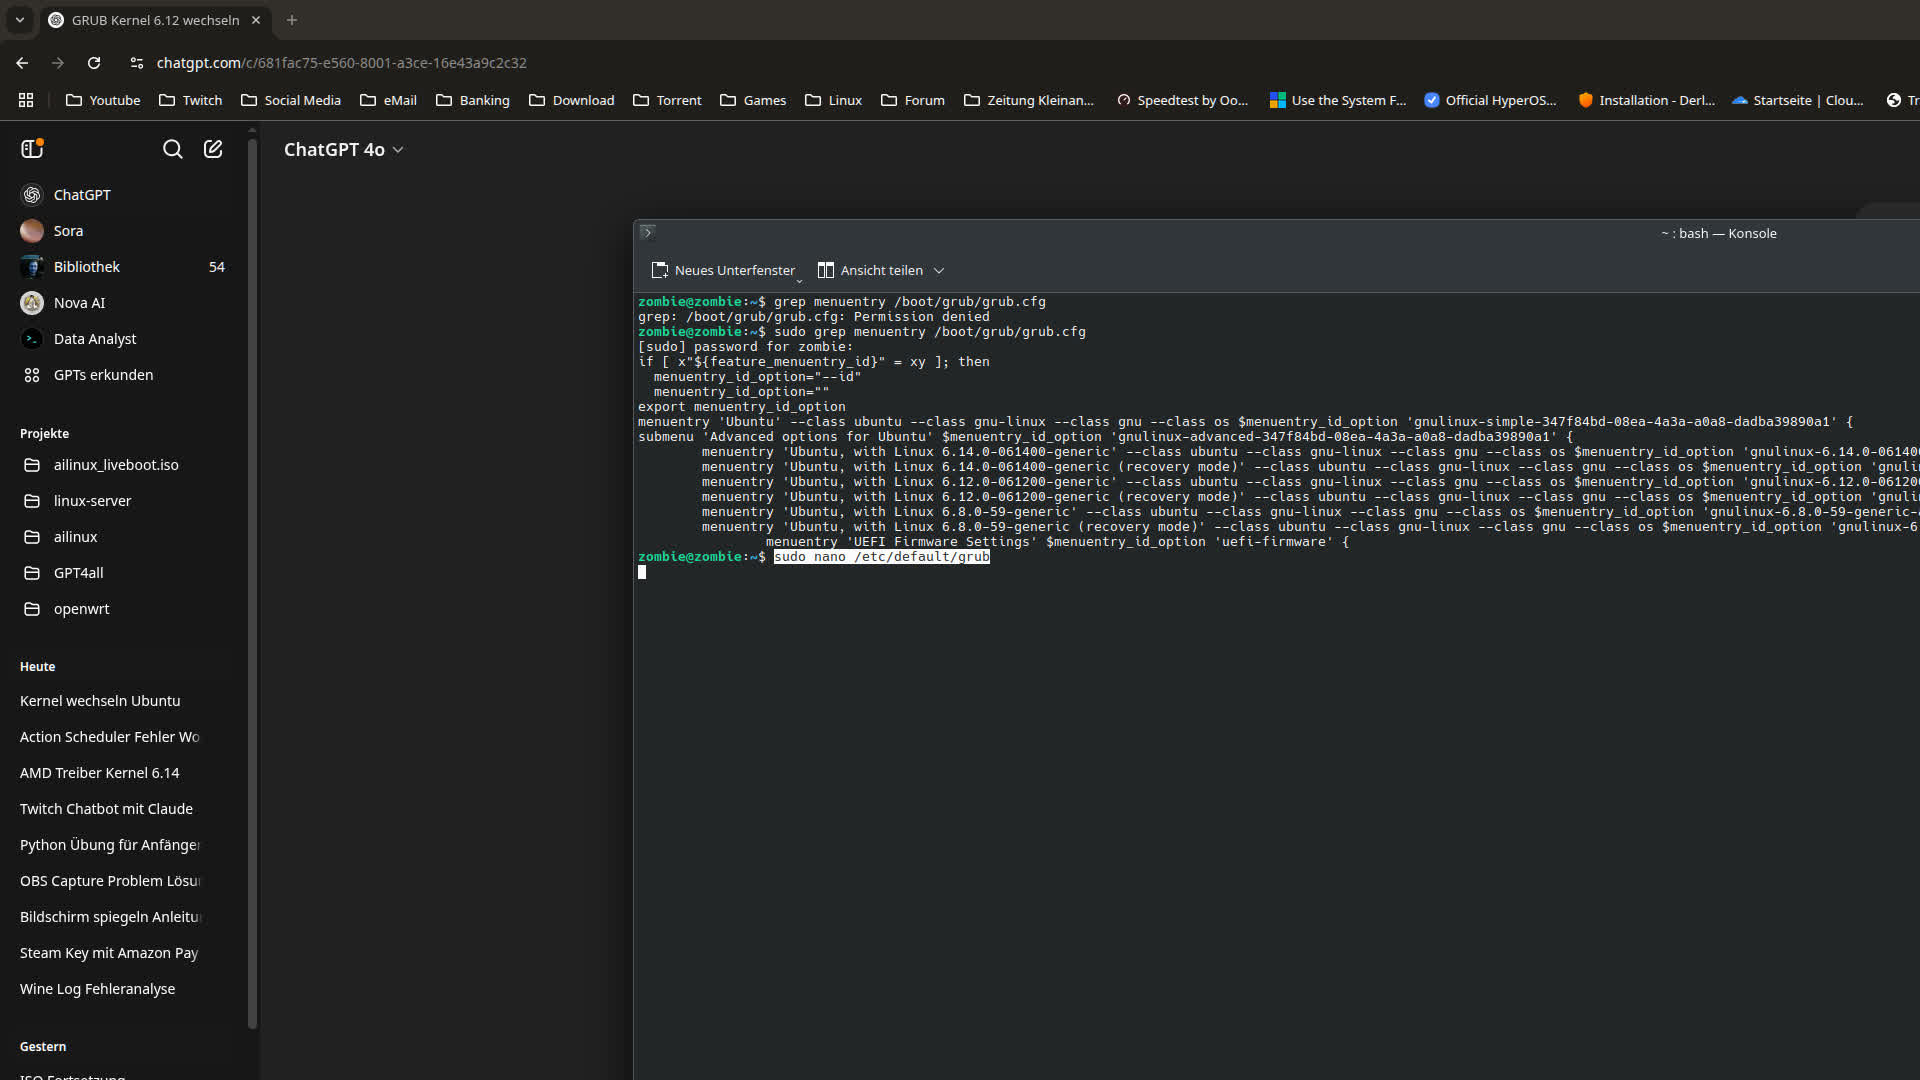 GRUB Kernel 6.12 wechseln
chatgpt.com/c/681fac75-e560-8001-a3ce-16e43a9c2c32
Youtube Twitch Social Media eMail Banking Download Torrent Games Linux Forum Zeitung Kleinan... Speedtest by Oo... Use the System F... Official HyperOS... Installation - Derl... Startseite | Clou... Tr
ChatGPT 4o
ChatGPT
Sora
Bibliothek 54
Nova AI
Data Analyst
GPTs erkunden
Projekte
ailinux_liveboot.iso
linux-server
ailinux
GPT4all
openwrt
Heute
Kernel wechseln Ubuntu
Action Scheduler Fehler Wo
AMD Treiber Kernel 6.14
Twitch Chatbot mit Claude
Python Übung für Anfänger
OBS Capture Problem Lösu
Bildschirm spiegeln Anleitu
Steam Key mit Amazon Pay
Wine Log Fehleranalyse
Gestern
ISO Fortsetzung
~ : bash — Konsole
Neues Unterfenster Ansicht teilen
zombie@zombie:~$ grep menuentry /boot/grub/grub.cfg
grep: /boot/grub/grub.cfg: Permission denied
zombie@zombie:~$ sudo grep menuentry /boot/grub/grub.cfg
[sudo] password for zombie:
if [ x"${feature_menuentry_id}" = xy ]; then
menuentry_id_option="--id"
menuentry_id_option=""
export menuentry_id_option
menuentry 'Ubuntu' --class ubuntu --class gnu-linux --class gnu --class os $menuentry_id_option 'gnulinux-simple-347f84bd-08ea-4a3a-a0a8-dadba39890a1' {
submenu 'Advanced options for Ubuntu' $menuentry_id_option 'gnulinux-advanced-347f84bd-08ea-4a3a-a0a8-dadba39890a1' {
menuentry 'Ubuntu, with Linux 6.14.0-061400-generic' --class ubuntu --class gnu-linux --class gnu --class os $menuentry_id_option 'gnulinux-6.14.0-061400
menuentry 'Ubuntu, with Linux 6.14.0-061400-generic (recovery mode)' --class ubuntu --class gnu-linux --class gnu --class os $menuentry_id_option 'gnuli
menuentry 'Ubuntu, with Linux 6.12.0-061200-generic' --class ubuntu --class gnu-linux --class gnu --class os $menuentry_id_option 'gnulinux-6.12.0-061200
menuentry 'Ubuntu, with Linux 6.12.0-061200-generic (recovery mode)' --class ubuntu --class gnu-linux --class gnu --class os $menuentry_id_option 'gnuli
menuentry 'Ubuntu, with Linux 6.8.0-59-generic' --class ubuntu --class gnu-linux --class gnu --class os $menuentry_id_option 'gnulinux-6.8.0-59-generic-
menuentry 'Ubuntu, with Linux 6.8.0-59-generic (recovery mode)' --class ubuntu --class gnu-linux --class gnu --class os $menuentry_id_option 'gnulinux-6
menuentry 'UEFI Firmware Settings' $menuentry_id_option 'uefi-firmware' {
zombie@zombie:~$ sudo nano /etc/default/grub